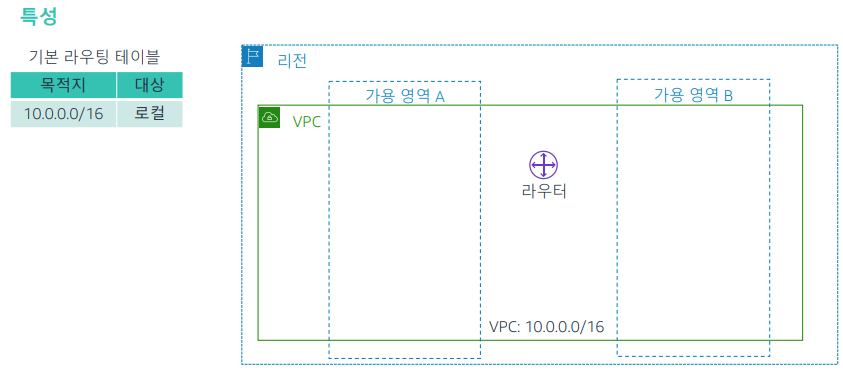 특성
기본 라우팅 테이블
목적지 대상
10.0.0.0/16 로컬
리전
가용 영역 A
가용 영역 B
VPC
라우터
VPC: 10.0.0.0/16